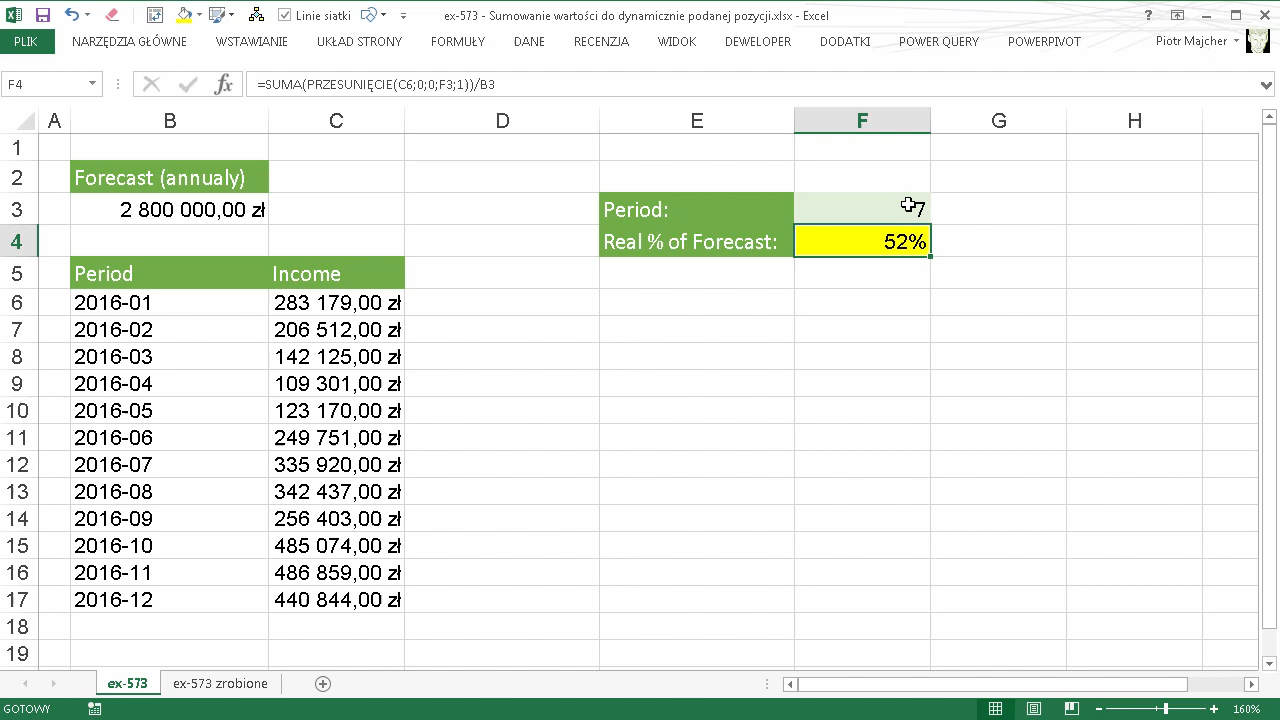 Linie siatki
ex-573 - Sumowanie wartości do dynamicznie podanej pozycji.xlsx - Excel
PLIK NARZĘDZIA GŁÓWNE WSTAWIANIE UKŁAD STRONY FORMUŁY DANE RECENZJA WIDOK DEVELOPER DODATKI POWER QUERY POWERPIVOT Piotr Majcher
F4 fx =SUMA(PRZESUNIĘCIE(C6;0;0;F3;1))/B3
A B C D E F G H
1
2 Forecast (annualy)
3 2 800 000,00 zł Period: 7
4 Real % of Forecast: 52%
5 Period Income
6 2016-01 283 179,00 zł
7 2016-02 206 512,00 zł
8 2016-03 142 125,00 zł
9 2016-04 109 301,00 zł
10 2016-05 123 170,00 zł
11 2016-06 249 751,00 zł
12 2016-07 335 920,00 zł
13 2016-08 342 437,00 zł
14 2016-09 256 403,00 zł
15 2016-10 485 074,00 zł
16 2016-11 486 859,00 zł
17 2016-12 440 844,00 zł
18
19
ex-573 ex-573 zrobione
GOTOWY 160%